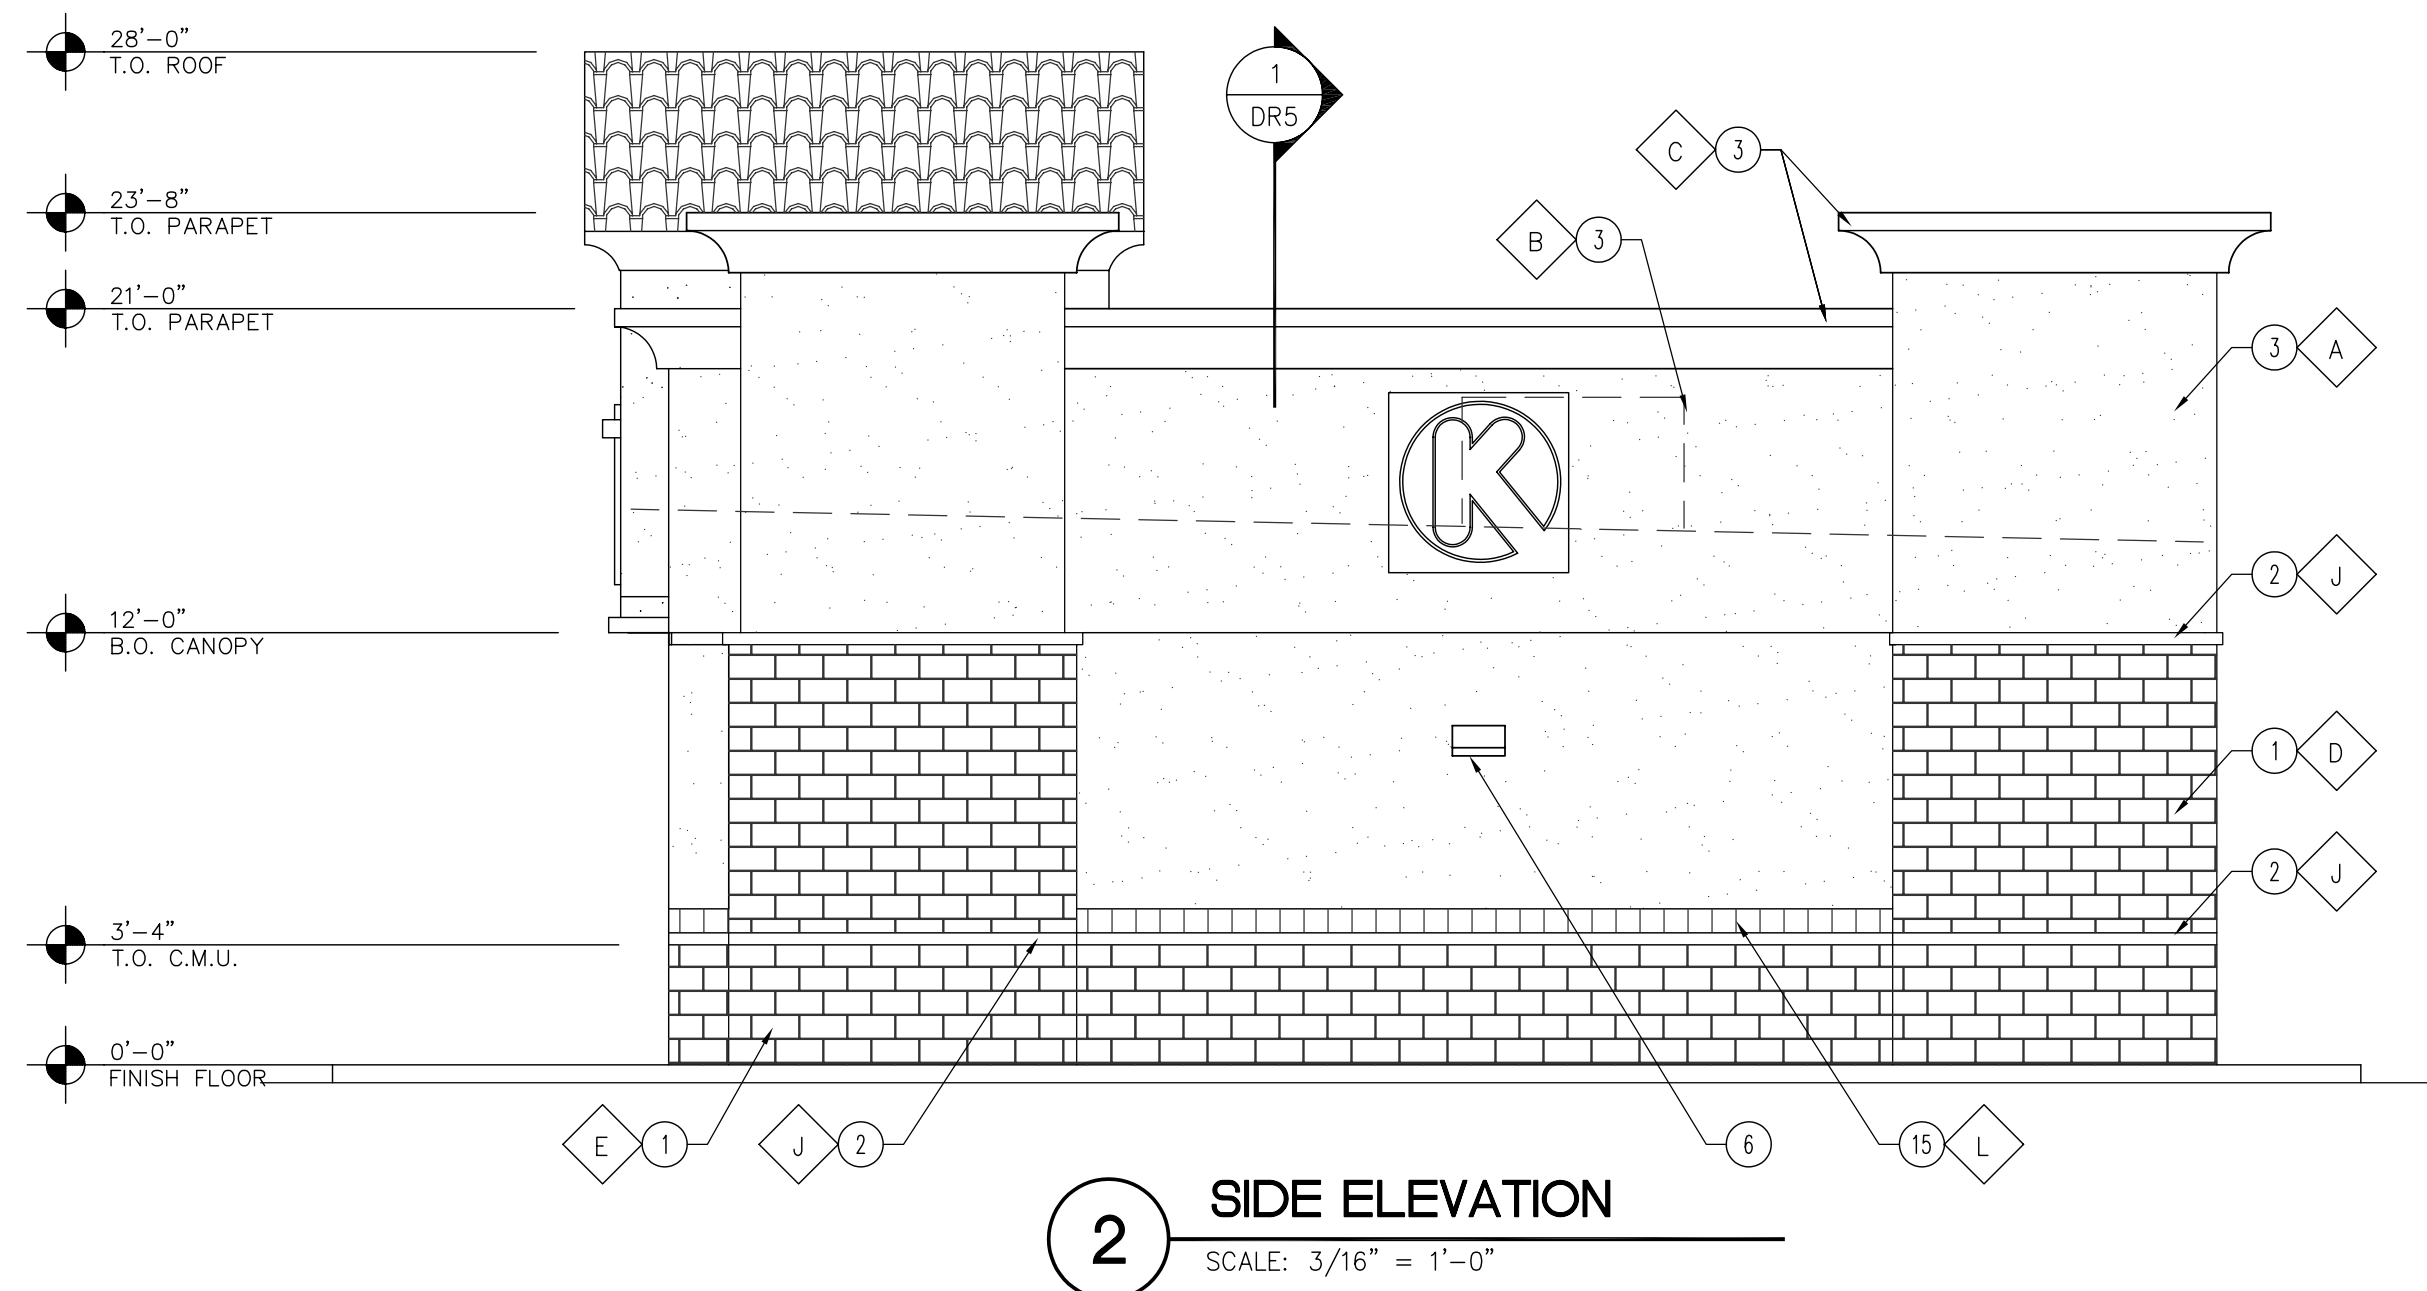 28'-0"
T.O. ROOF
1
DR5
C 3
23'-8"
T.O. PARAPET
B 3
21'-0"
T.O. PARAPET
3 A
K
2 J
12'-0"
B.O. CANOPY
1 D
2 J
3'-4"
T.O. C.M.U.
0'-0"
FINISH FLOOR
E 1
J 2
6
15 L
2
SIDE ELEVATION
SCALE: 3/16" = 1'-0"